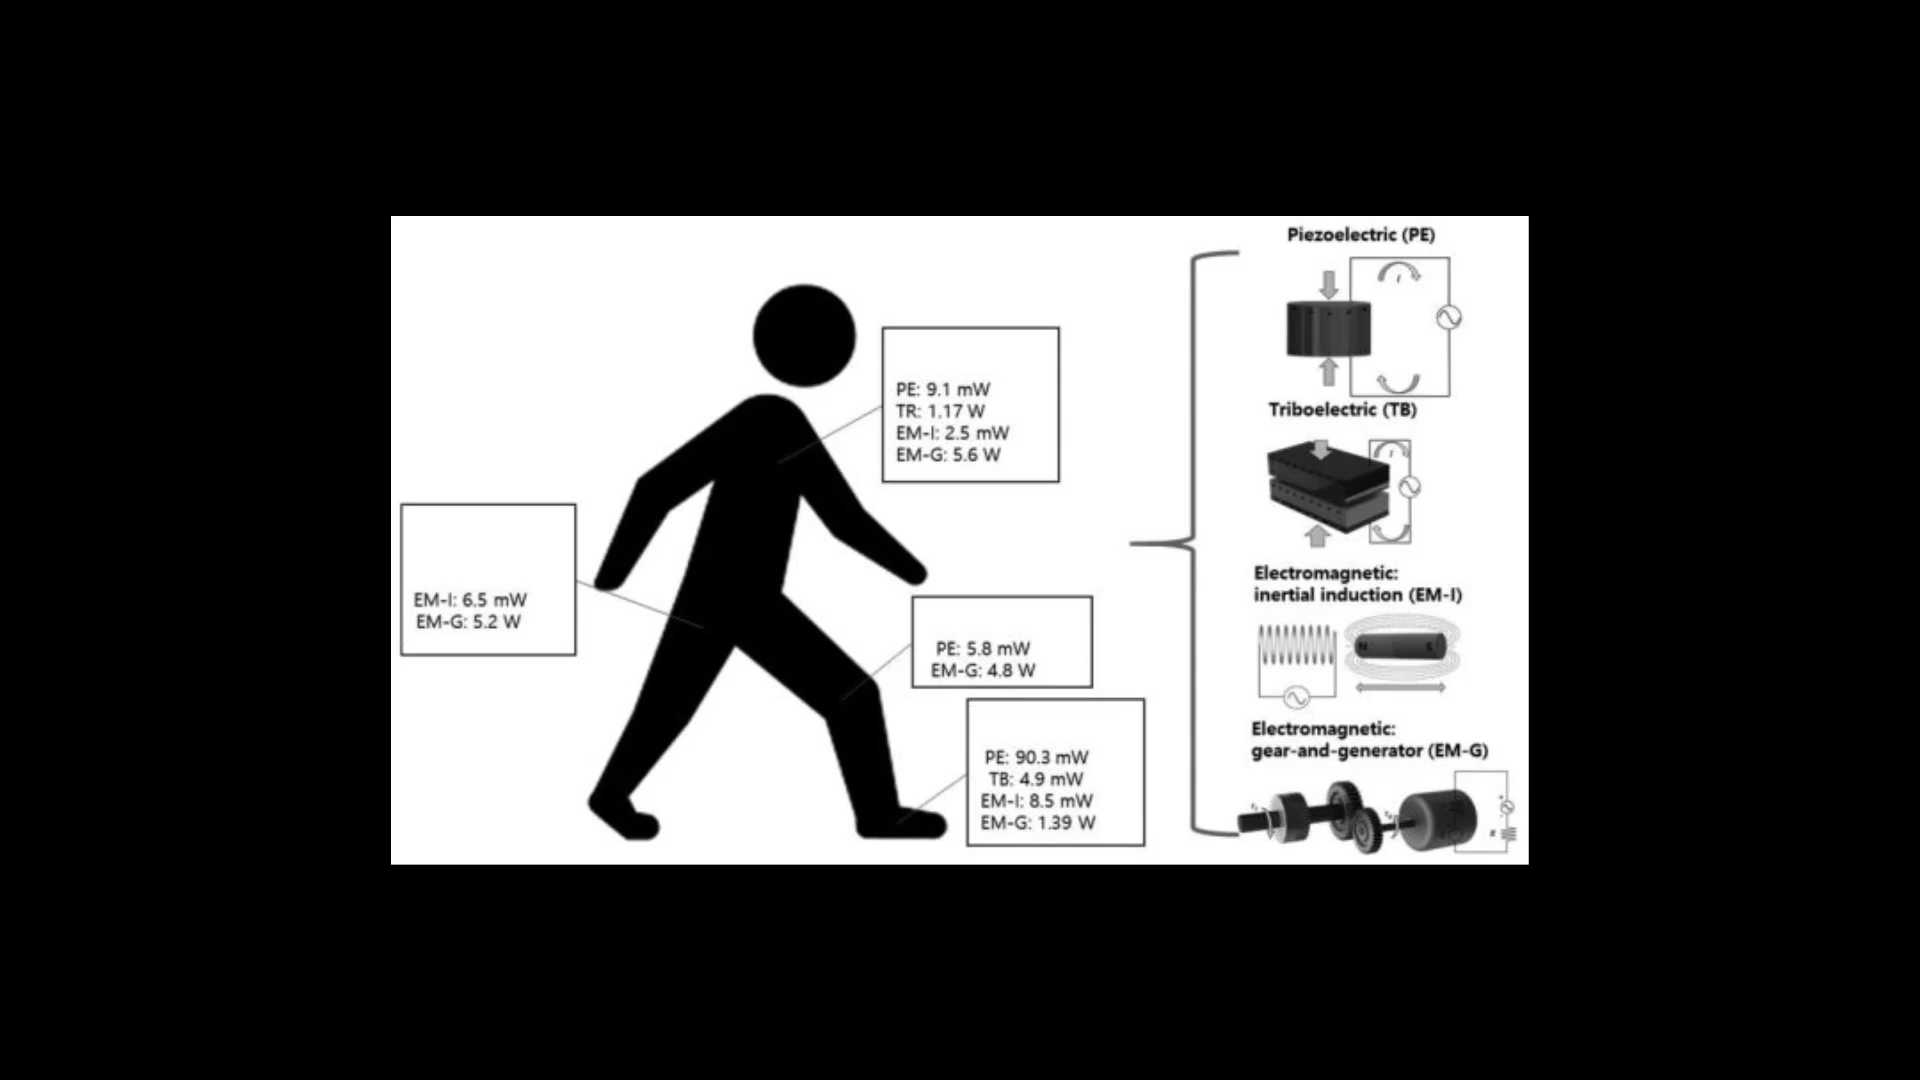 PE: 9.1 mW
TR: 1.17 W
EM-I: 2.5 mW
EM-G: 5.6 W
EM-I: 6.5 mW
EM-G: 5.2 W
PE: 5.8 mW
EM-G: 4.8 W
PE: 90.3 mW
TB: 4.9 mW
EM-I: 8.5 mW
EM-G: 1.39 W
Piezoelectric (PE)
I
Triboelectric (TB)
I
Electromagnetic:
inertial induction (EM-I)
N S
Electromagnetic:
gear-and-generator (EM-G)
R